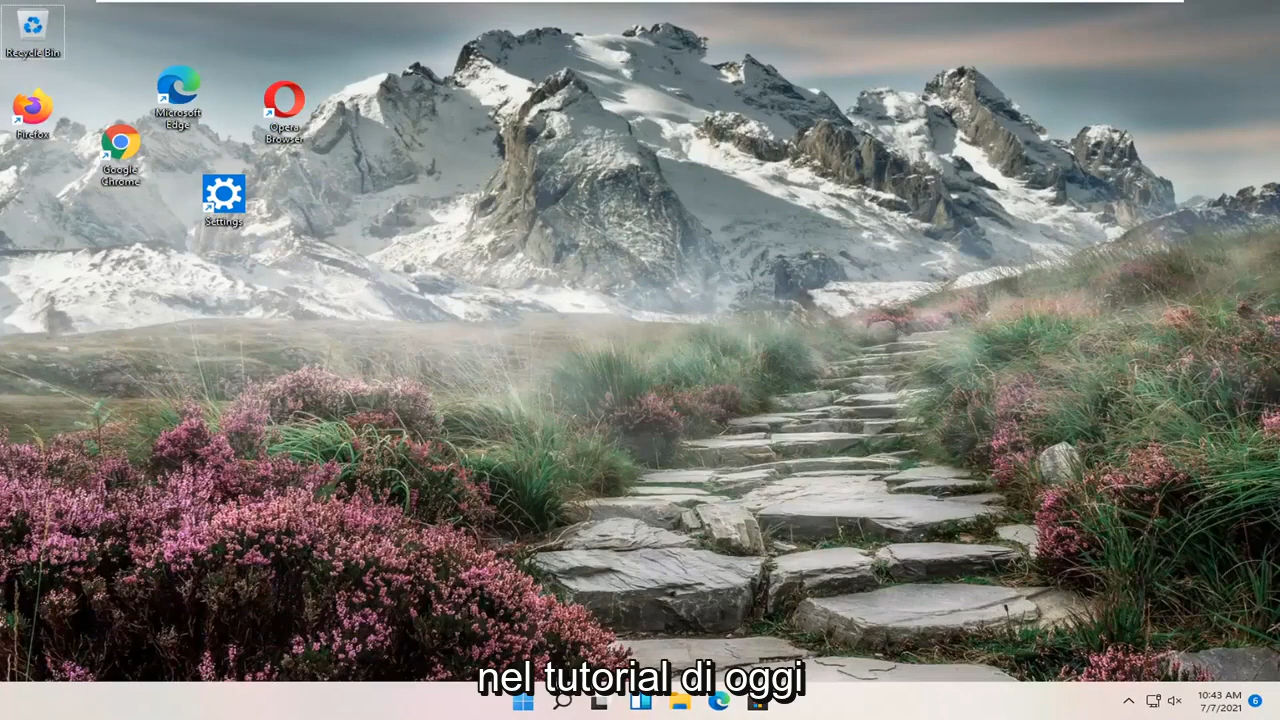 Recycle Bin
Firefox
Google
Chrome
Microsoft
Edge
Settings
Opera
Browser
nel tutorial di oggi
10:43 AM
7/7/2021
6